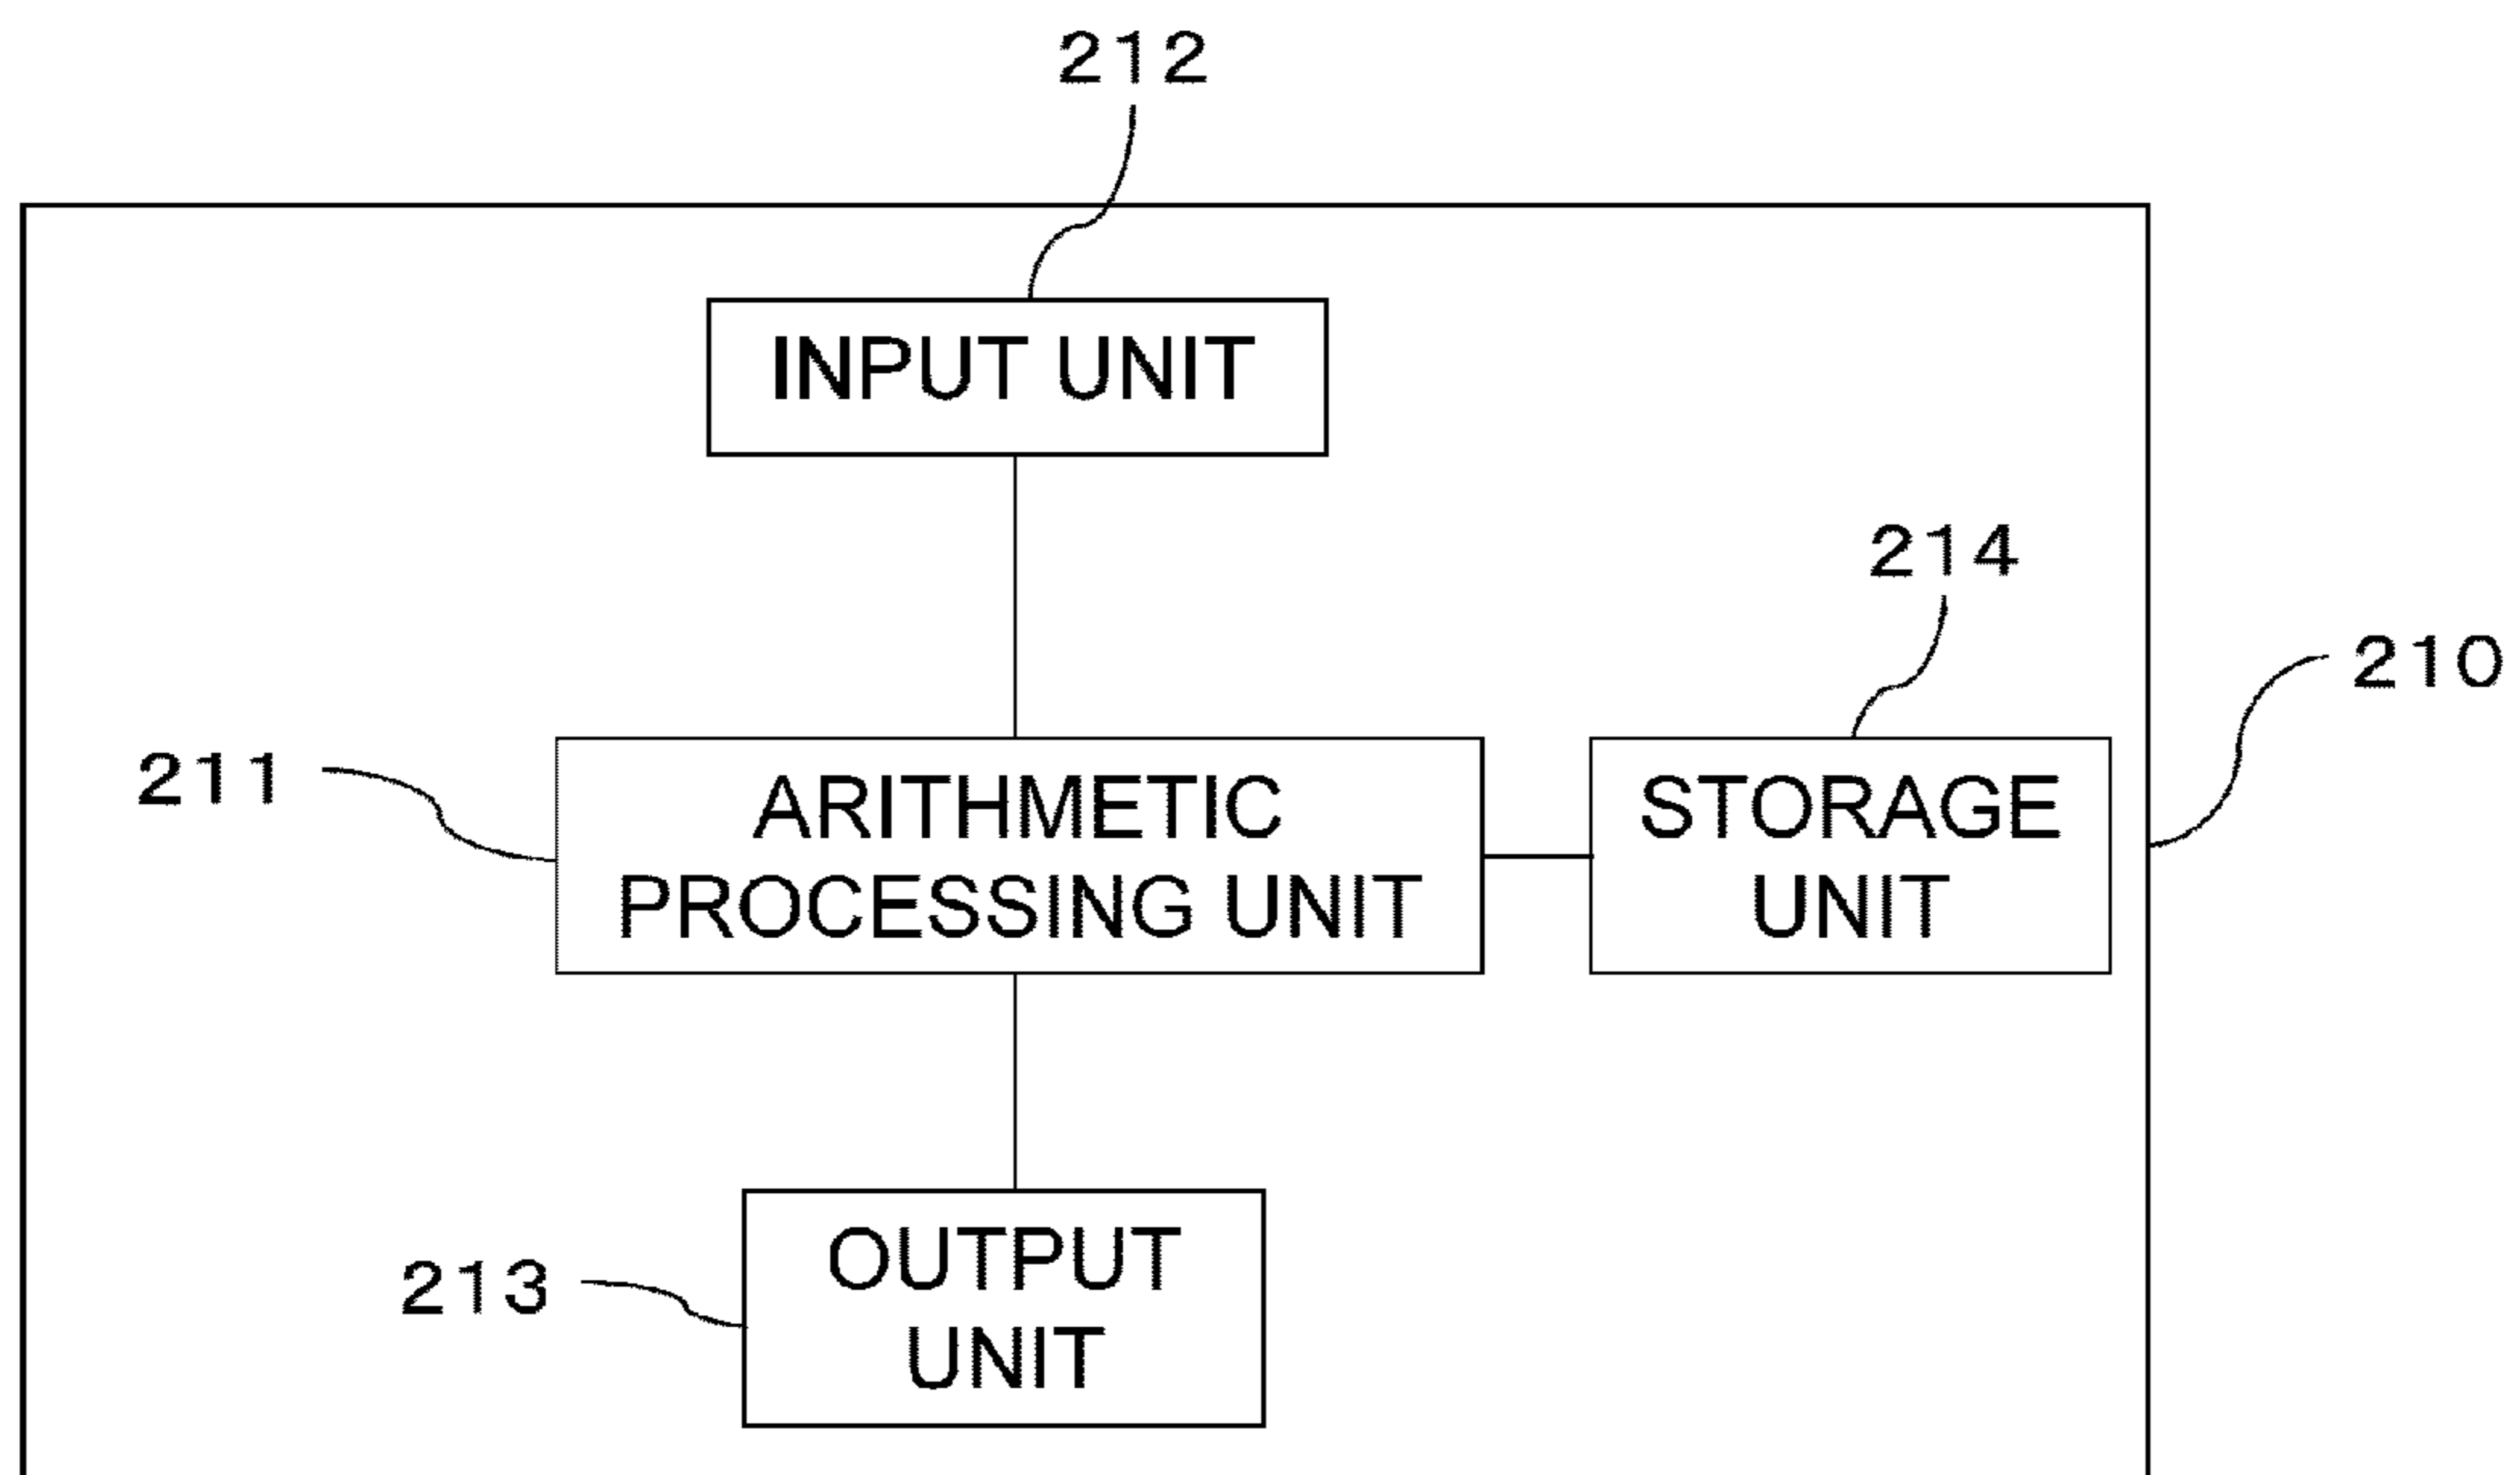 212
INPUT UNIT
214
210
211
ARITHMETIC
PROCESSING UNIT
STORAGE
UNIT
213
OUTPUT
UNIT